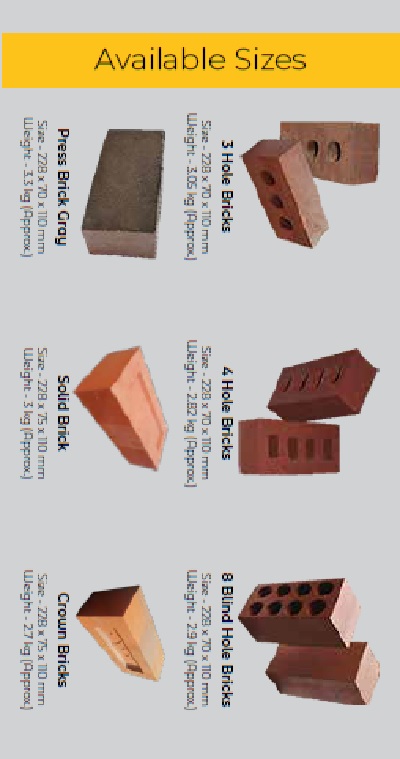 Available Sizes
3 Hole Bricks
Size - 228 x 70 x 110 mm
Weight - 3.05 kg (Approx.)
4 Hole Bricks
Size - 228 x 70 x 110 mm
Weight - 2.82 kg (Approx.)
8 Blind Hole Bricks
Size - 228 x 70 x 110 mm
Weight - 2.9 kg (Approx.)
Press Brick Gray
Size - 228 x 70 x 110 mm
Weight - 3.3 kg (Approx.)
Solid Brick
Size - 228 x 75 x 110 mm
Weight - 3 kg (Approx.)
Crown Bricks
Size - 228 x 75 x 110 mm
Weight - 2.7 kg (Approx.)